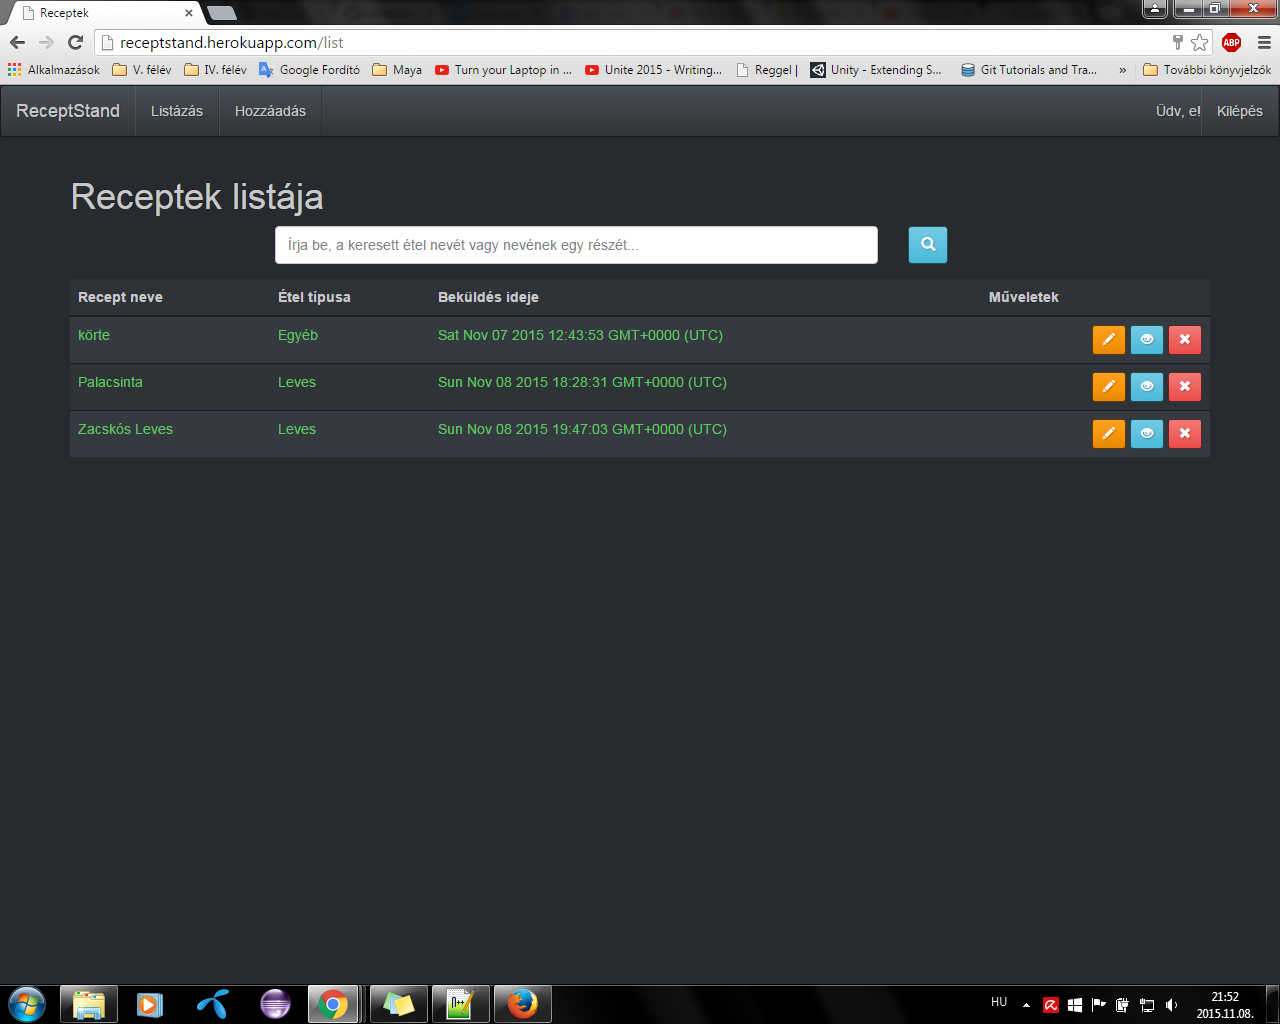 Receptek
receptstand.herokuapp.com/list
ABP
Alkalmazások V. félév IV. félév Google Fordító Maya Turn your Laptop in ... Unite 2015 - Writing... Reggel | Unity - Extending S... Git Tutorials and Tra... » További könyvjelzők
ReceptStand Listázás Hozzáadás Üdv, e! Kilépés
Receptek listája
Írja be, a keresett étel nevét vagy nevének egy részét...
Recept neve Étel típusa Beküldés ideje Műveletek
körte Egyéb Sat Nov 07 2015 12:43:53 GMT+0000 (UTC)
Palacsinta Leves Sun Nov 08 2015 18:28:31 GMT+0000 (UTC)
Zacskós Leves Leves Sun Nov 08 2015 19:47:03 GMT+0000 (UTC)
HU 21:52
2015.11.08.